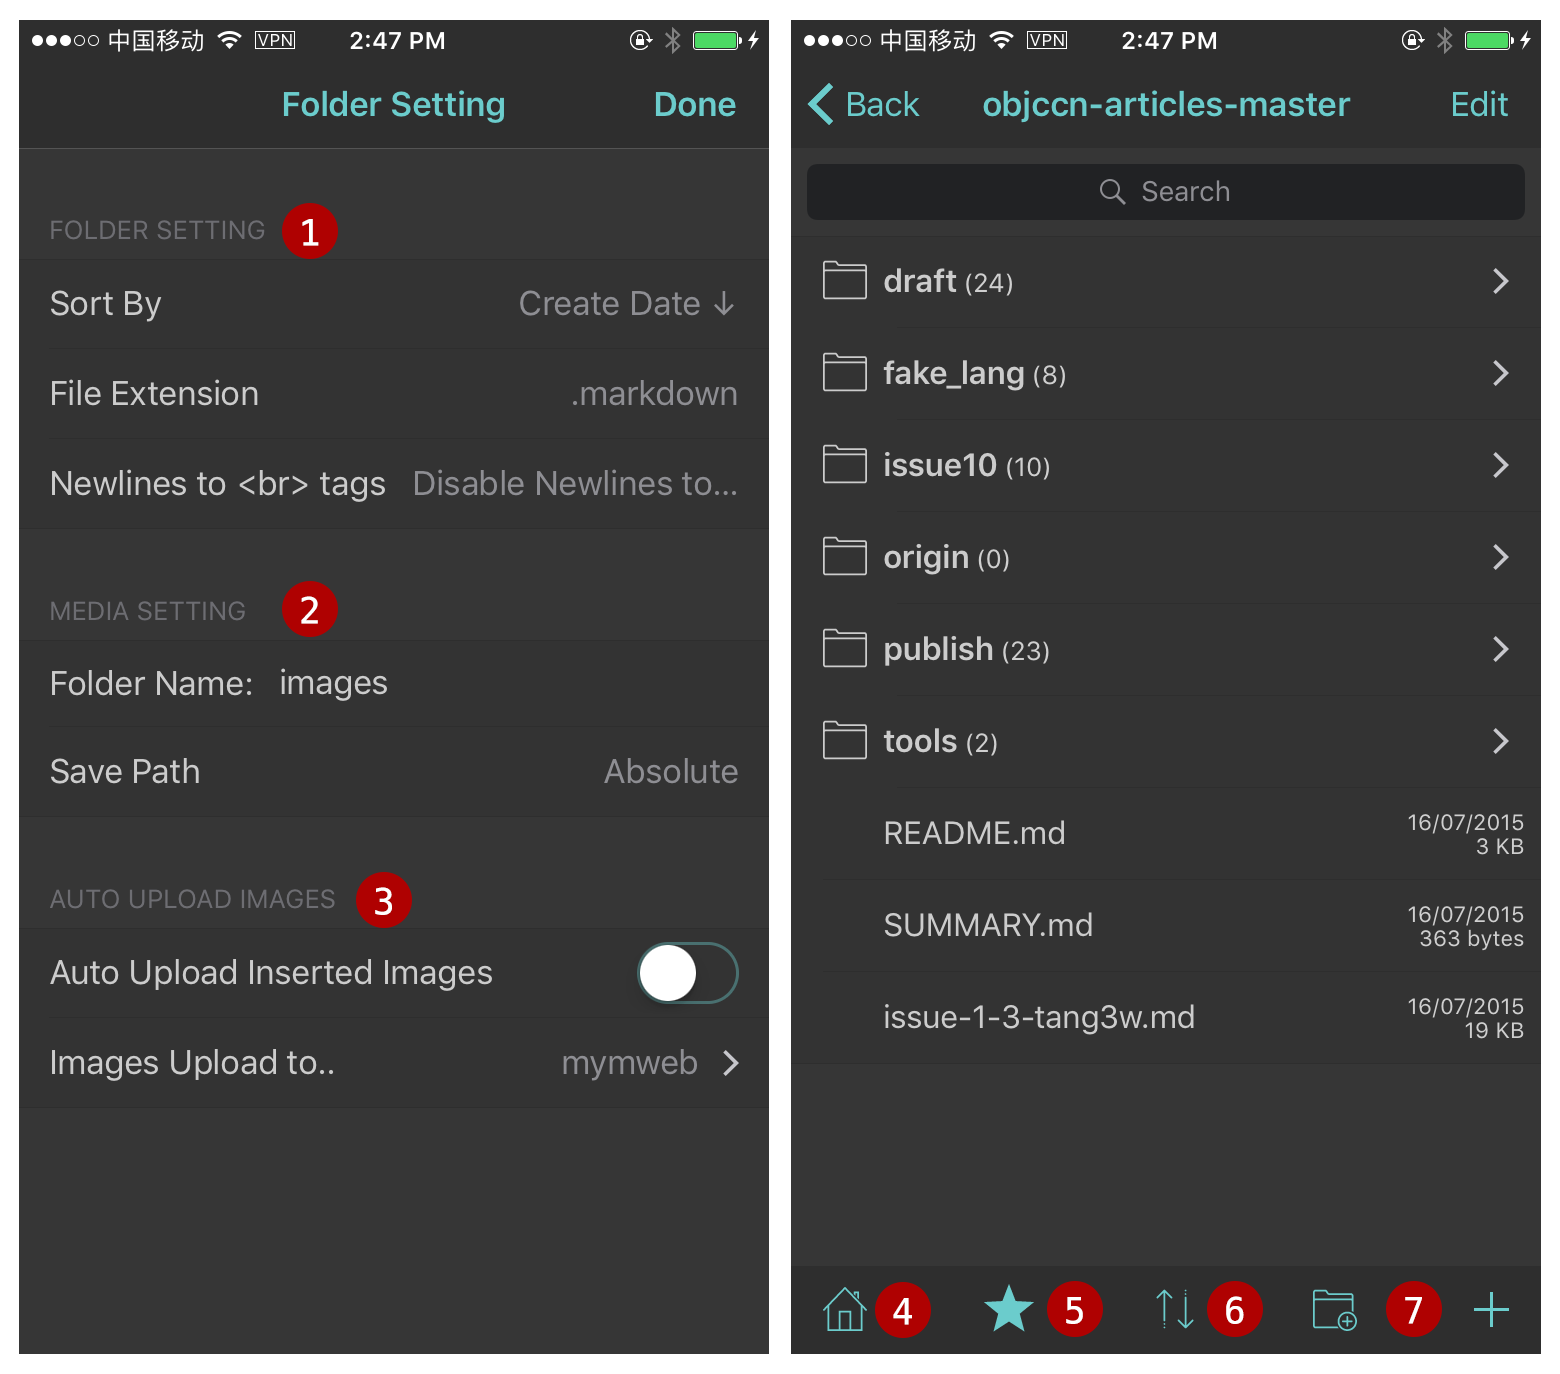 中国移动 VPN 2:47 PM
Folder Setting Done
FOLDER SETTING 1
Sort By Create Date ↓
File Extension .markdown
Newlines to <br> tags Disable Newlines to...
MEDIA SETTING 2
Folder Name: images
Save Path Absolute
AUTO UPLOAD IMAGES 3
Auto Upload Inserted Images
Images Upload to.. mymweb
中国移动 VPN 2:47 PM
Back objccn-articles-master Edit
Search
draft (24)
fake_lang (8)
issue10 (10)
origin (0)
publish (23)
tools (2)
README.md 16/07/2015
3 KB
SUMMARY.md 16/07/2015
363 bytes
issue-1-3-tang3w.md 16/07/2015
19 KB
4 5 6 7